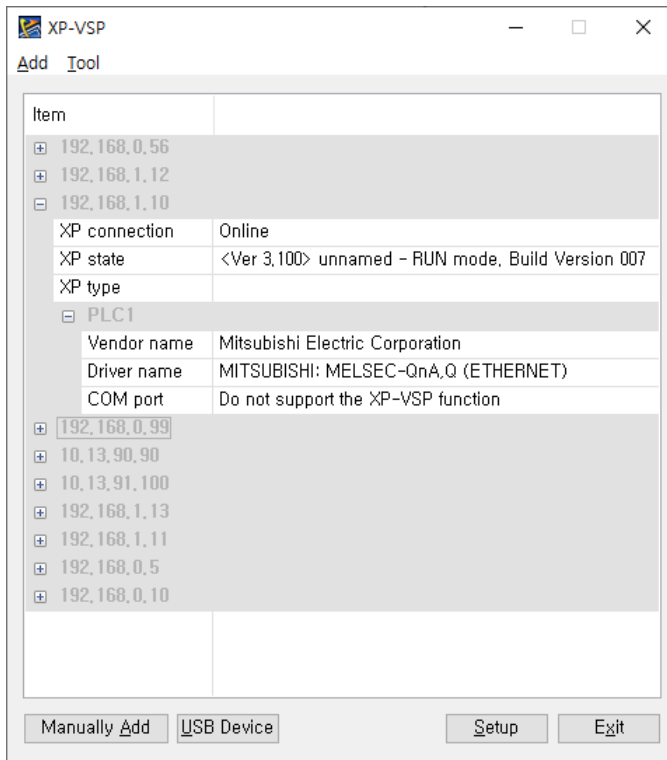 XP-VSP
Add Tool
Item
192.168.0.56
192.168.1.12
192.168.1.10
XP connection Online
XP state <Ver 3.100> unnamed - RUN mode, Build Version 007
XP type
PLC1
Vendor name Mitsubishi Electric Corporation
Driver name MITSUBISHI: MELSEC-QnA,Q (ETHERNET)
COM port Do not support the XP-VSP function
192.168.0.99
10.13.90.90
10.13.91.100
192.168.1.13
192.168.1.11
192.168.0.5
192.168.0.10
Manually Add USB Device Setup Exit